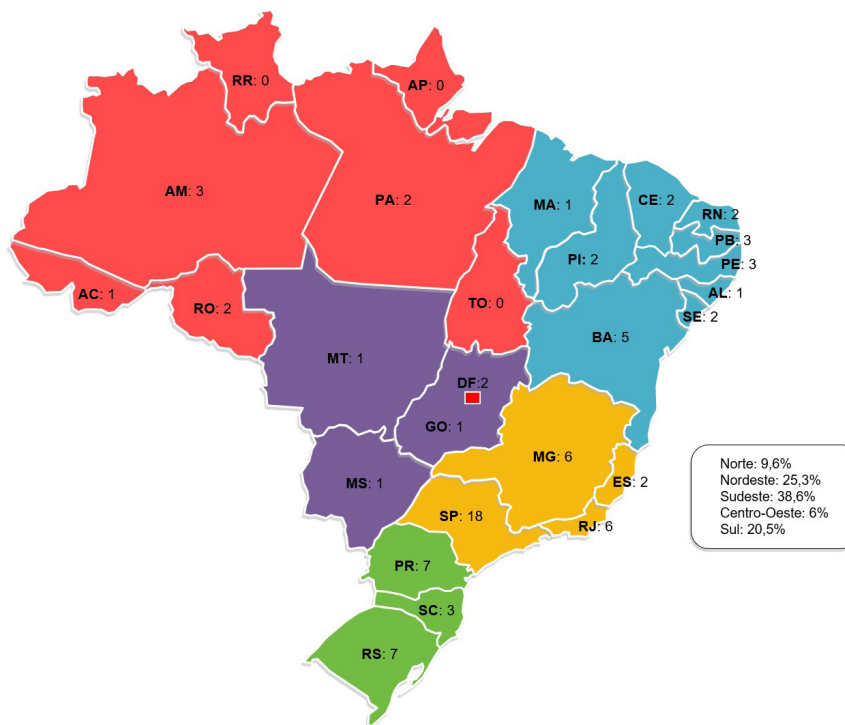 RR: 0
AP: 0
AM: 3
PA: 2
MA: 1
CE: 2
RN: 2
PB: 3
PI: 2
PE: 3
AC: 1
RO: 2
TO: 0
AL: 1
SE: 2
BA: 5
MT: 1
DF:2
GO: 1
MG: 6
MS: 1
ES: 2
SP: 18
RJ: 6
PR: 7
SC: 3
RS: 7
Norte: 9,6%
Nordeste: 25,3%
Sudeste: 38,6%
Centro-Oeste: 6%
Sul: 20,5%